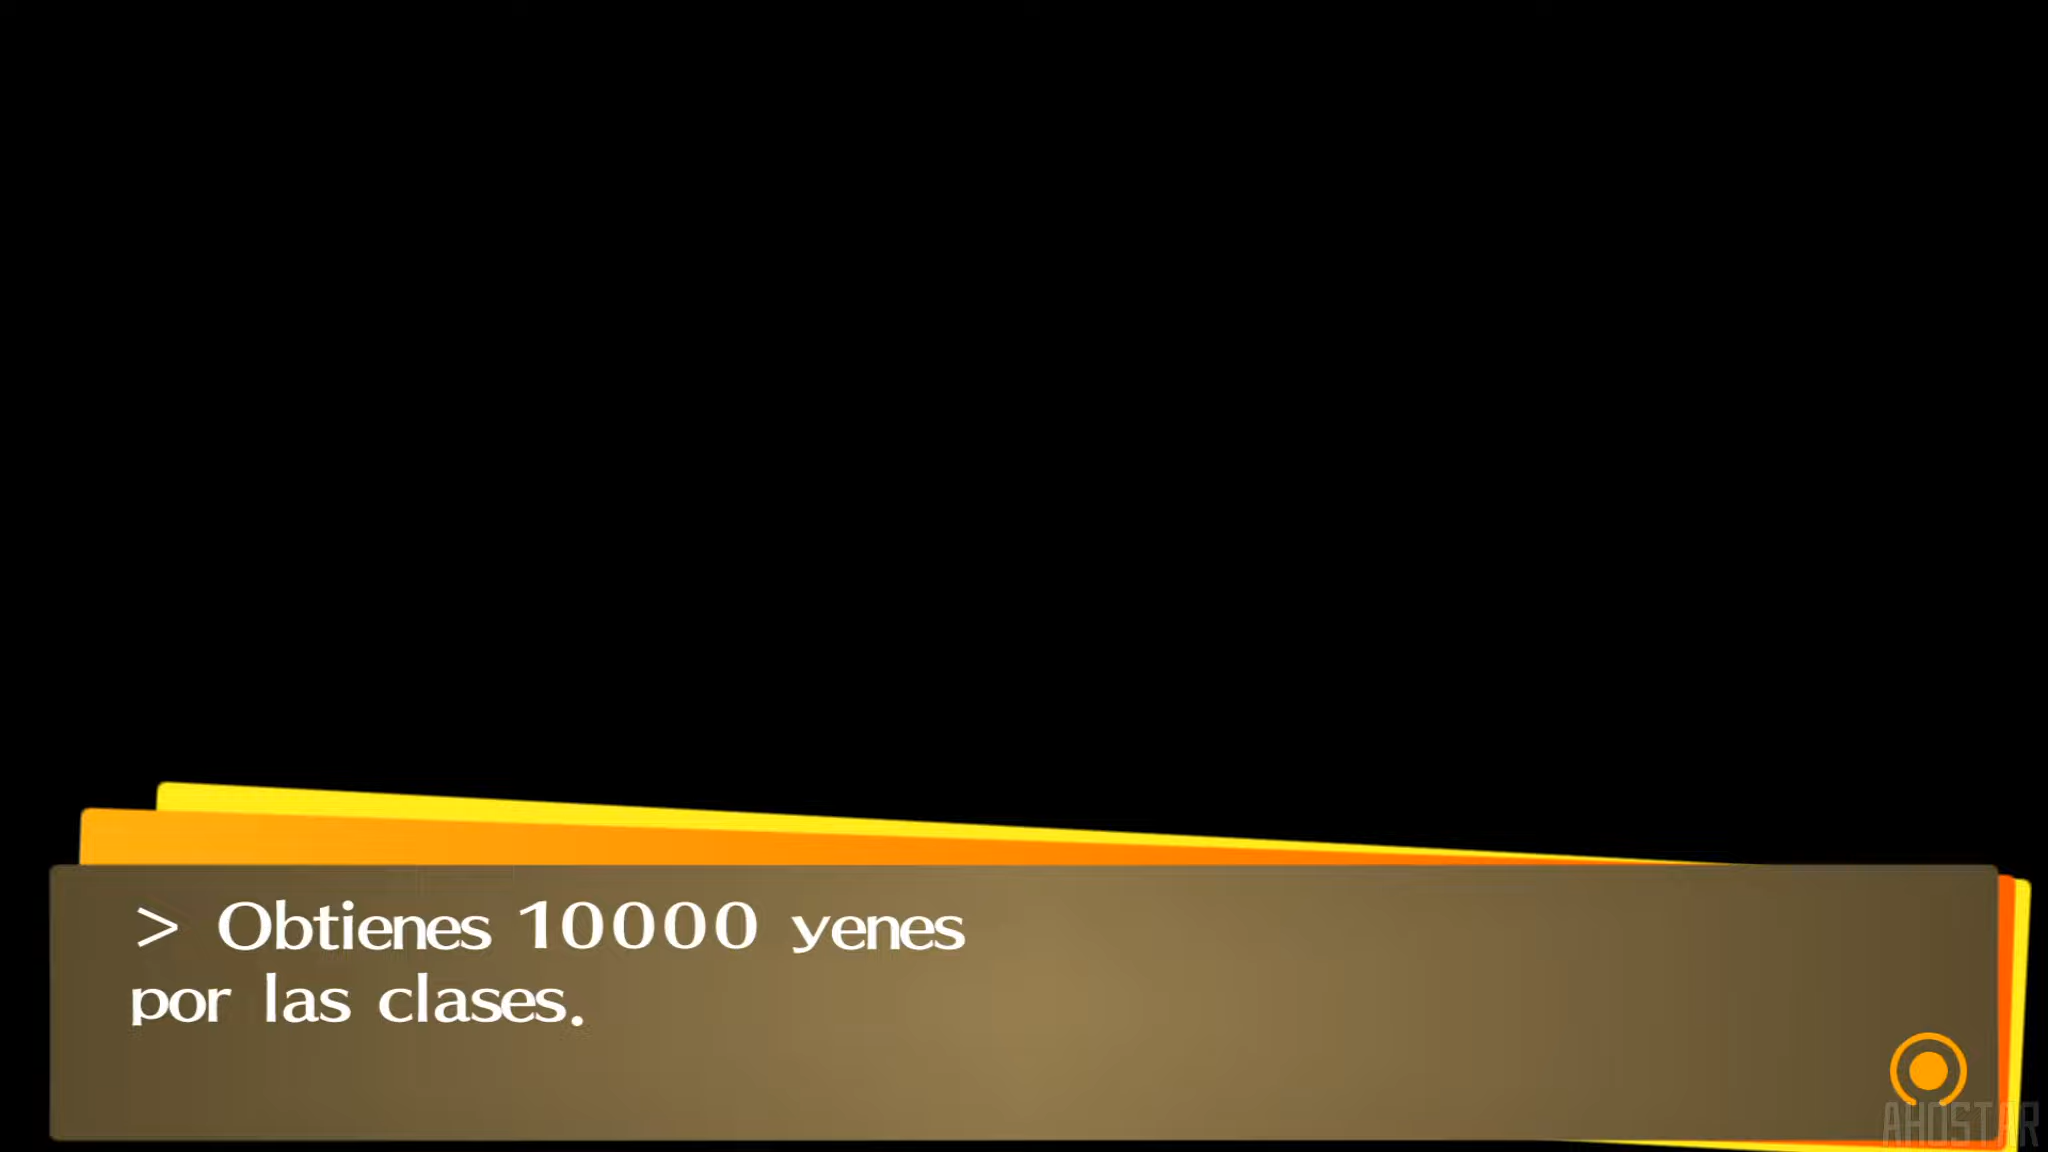 > Obtienes 10000 yenes
por las clases.
AHOSTAR